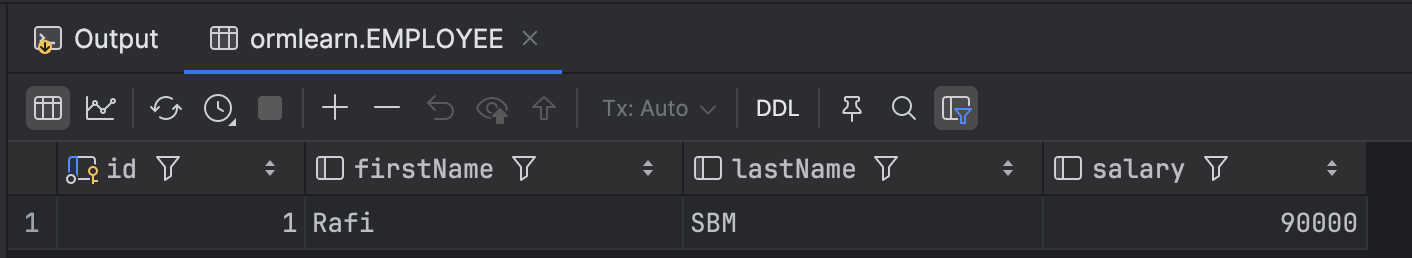 Output ormlearn.EMPLOYEE
Tx: Auto DDL
id firstName lastName salary
1 1 Rafi SBM 90000